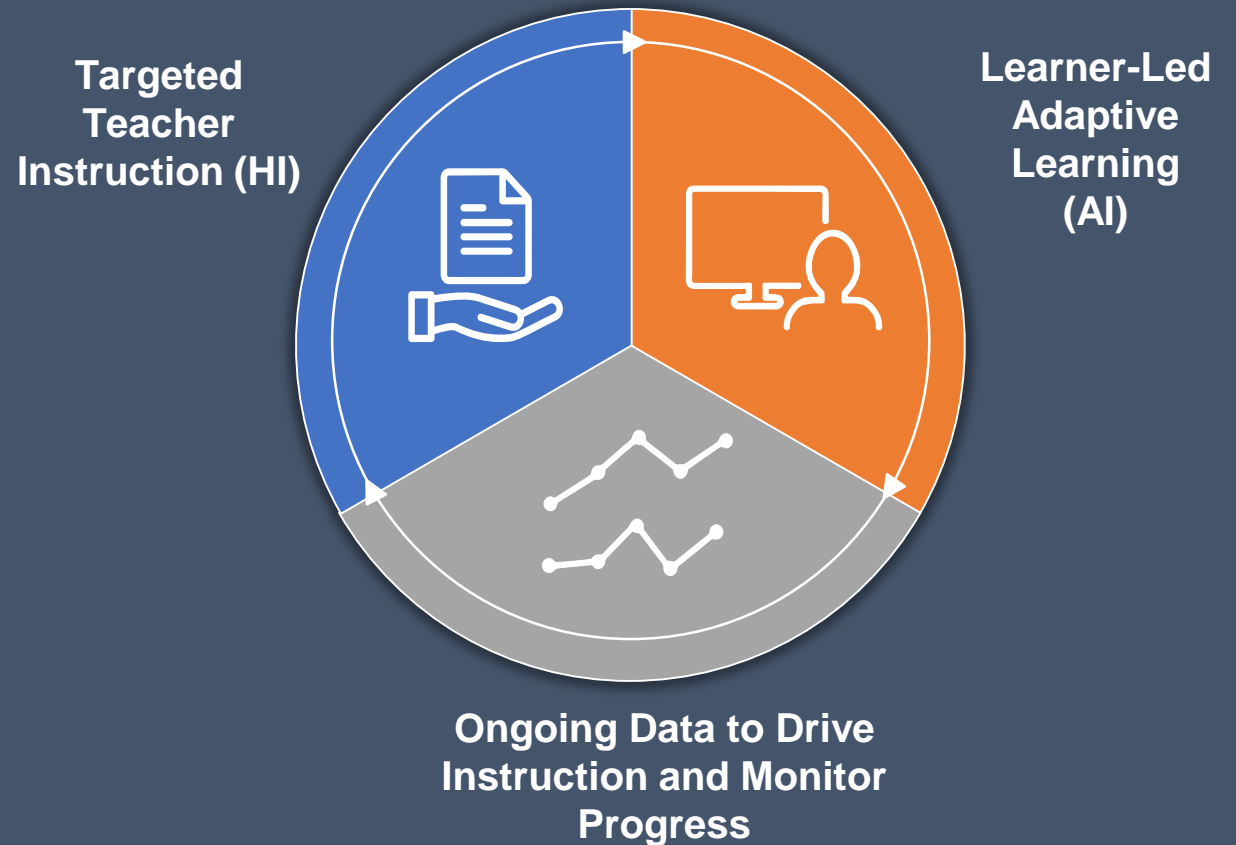 Targeted
Teacher
Instruction (HI)
Learner-Led
Adaptive
Learning
(AI)
Ongoing Data to Drive
Instruction and Monitor
Progress